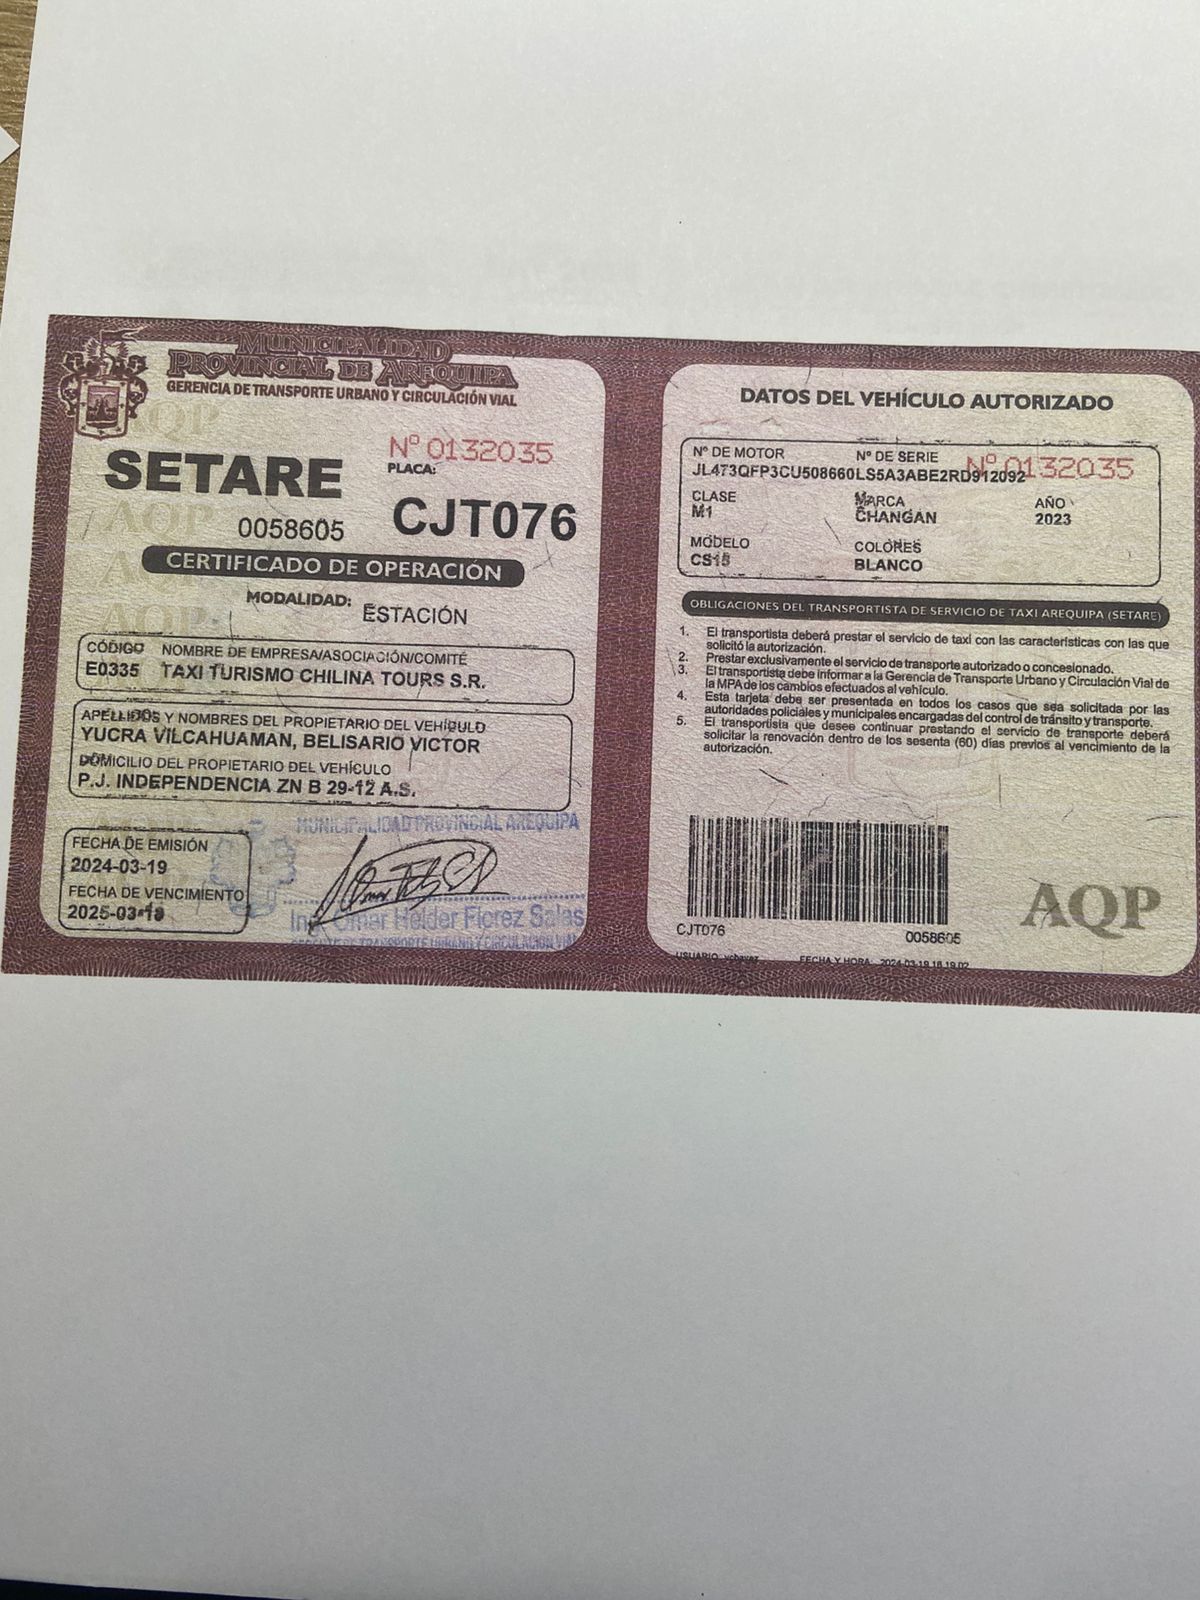 MUNICIPALIDAD
PROVINCIAL DE AREQUIPA
GERENCIA DE TRANSPORTE URBANO Y CIRCULACIÓN VIAL
AQP
SETARE
Nº 0132035
PLACA:
0058605
CJT076
CERTIFICADO DE OPERACIÓN
MODALIDAD: ESTACIÓN
CÓDIGO NOMBRE DE EMPRESA/ASOCIACIÓN/COMITÉ
E0335 TAXI TURISMO CHILINA TOURS S.R.
APELLIDOS Y NOMBRES DEL PROPIETARIO DEL VEHÍCULO
YUCRA VILCAHUAMAN, BELISARIO VICTOR
DOMICILIO DEL PROPIETARIO DEL VEHÍCULO
P.J. INDEPENDENCIA ZN B 29-12 A.S.
FECHA DE EMISIÓN
2024-03-19
FECHA DE VENCIMIENTO
2025-03-19
MUNICIPALIDAD PROVINCIAL AREQUIPA
Ing. Omar Helder Florez Salas
GERENTE DE TRANSPORTE URBANO Y CIRCULACION VIAL
DATOS DEL VEHÍCULO AUTORIZADO
Nº DE MOTOR Nº DE SERIE
Nº 0132035
JL473QFP3CU508660LS5A3ABE2RD912092
CLASE MARCA AÑO
M1 CHANGAN 2023
MODELO COLORES
CS15 BLANCO
OBLIGACIONES DEL TRANSPORTISTA DE SERVICIO DE TAXI AREQUIPA (SETARE)
1. El transportista deberá prestar el servicio de taxi con las características con las que
solicitó la autorización.
2. Prestar exclusivamente el servicio de transporte autorizado o concesionado.
3. El transportista debe informar a la Gerencia de Transporte Urbano y Circulación Vial de
la MPA de los cambios efectuados al vehículo.
4. Esta tarjeta debe ser presentada en todos los casos que sea solicitada por las
autoridades policiales y municipales encargadas del control de tránsito y transporte.
5. El transportista que desee continuar prestando el servicio de transporte deberá
solicitar la renovación dentro de los sesenta (60) días previos al vencimiento de la
autorización.
AQP
CJT076 0058605
USUARIO: vchavez FECHA Y HORA: 2024-03-19 16:19:02